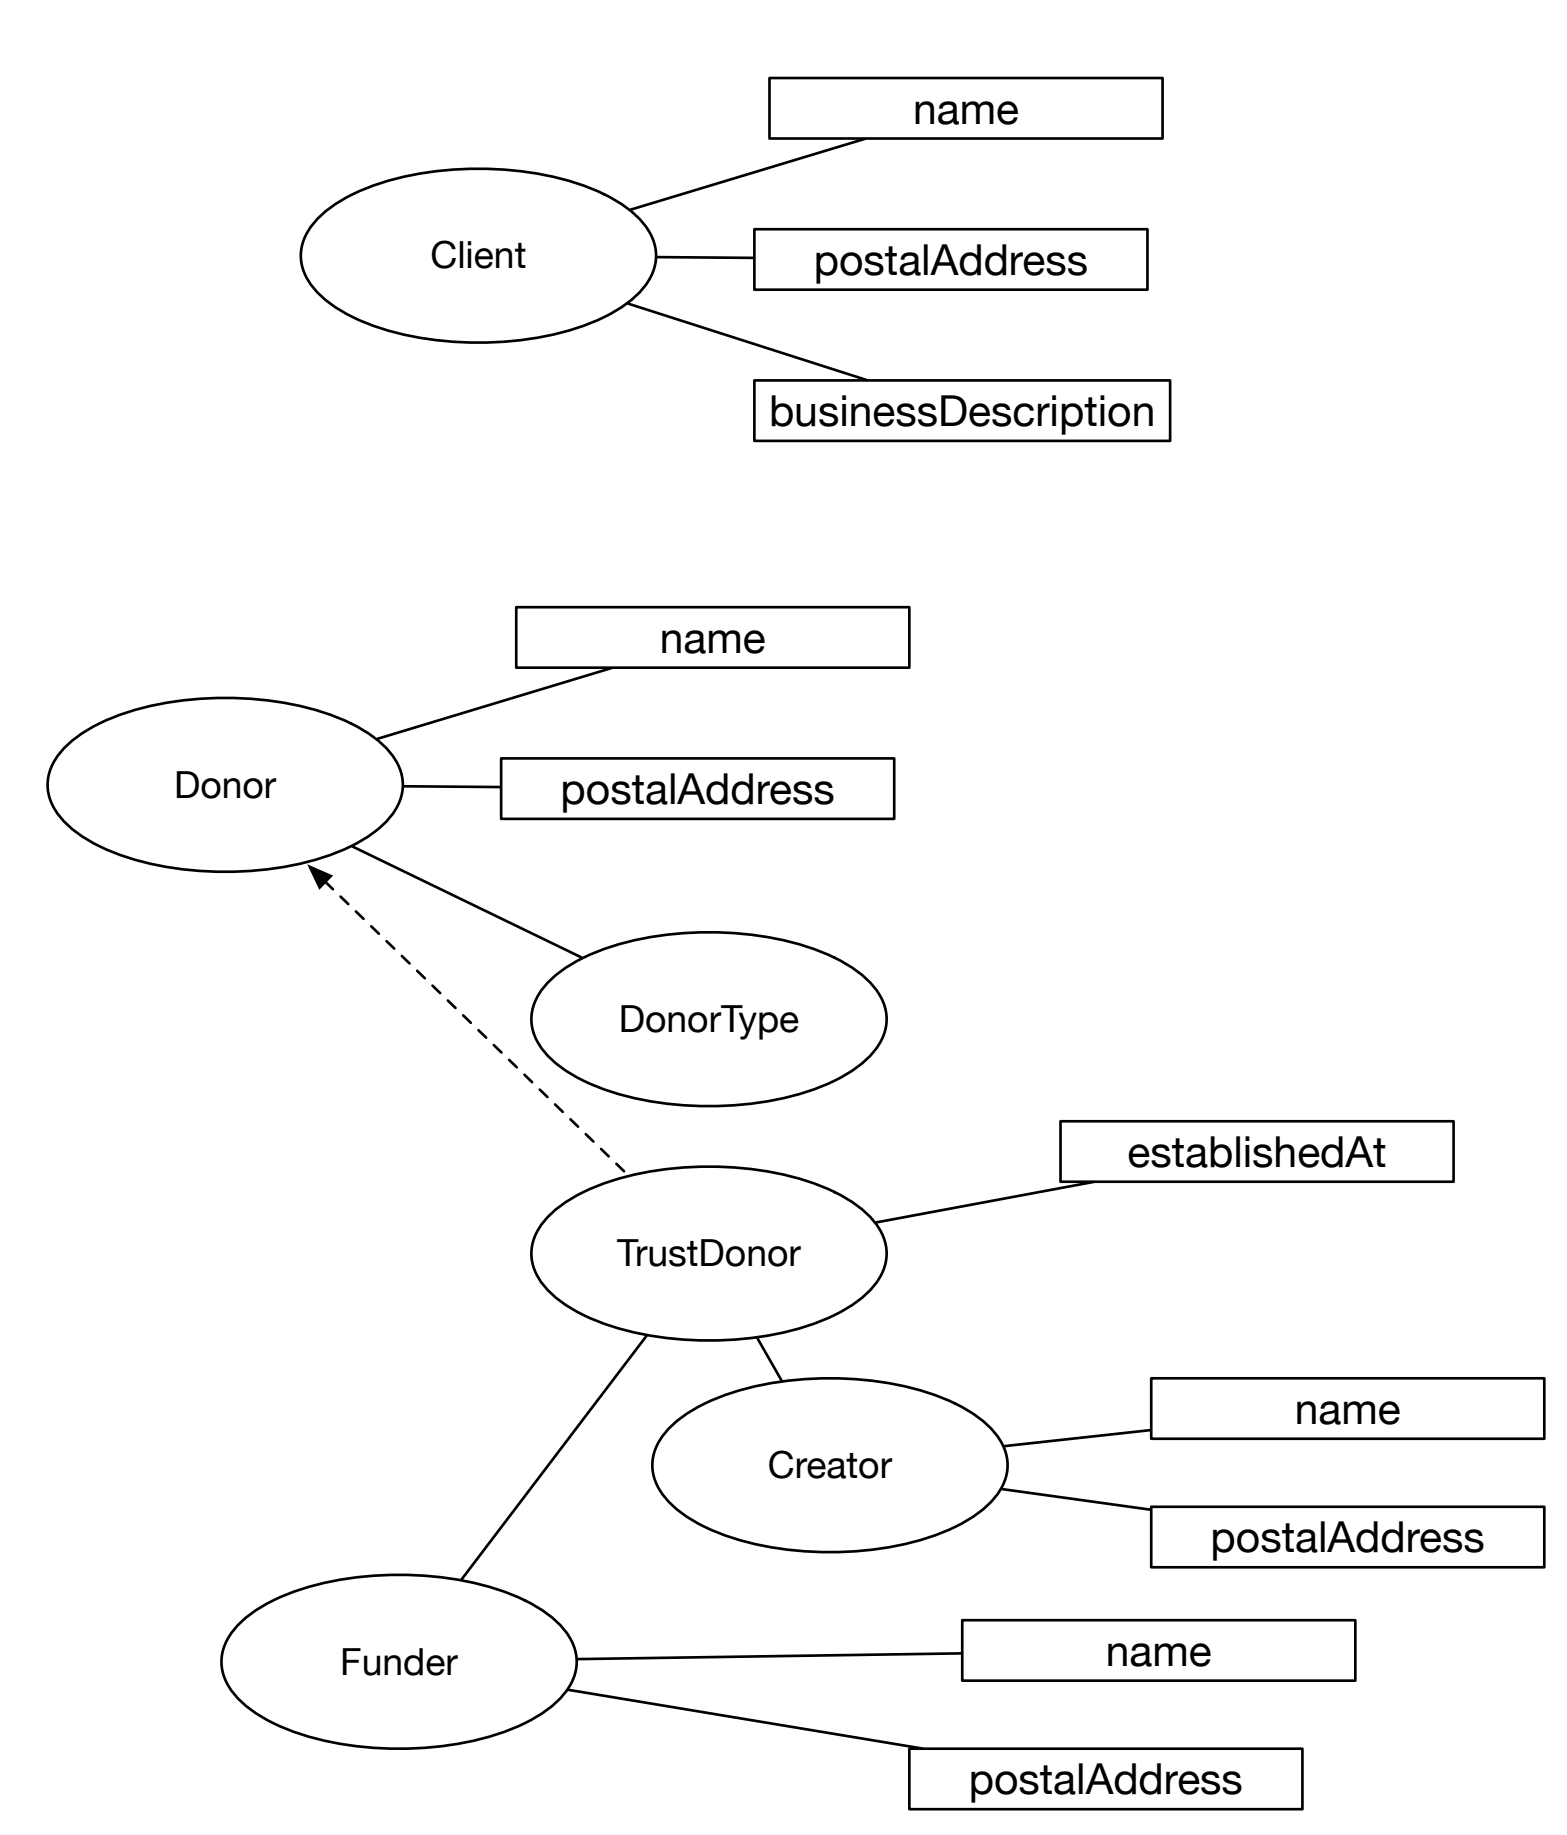 name
Client
postalAddress
businessDescription
name
Donor
postalAddress
DonorType
establishedAt
TrustDonor
name
Creator
postalAddress
name
Funder
postalAddress